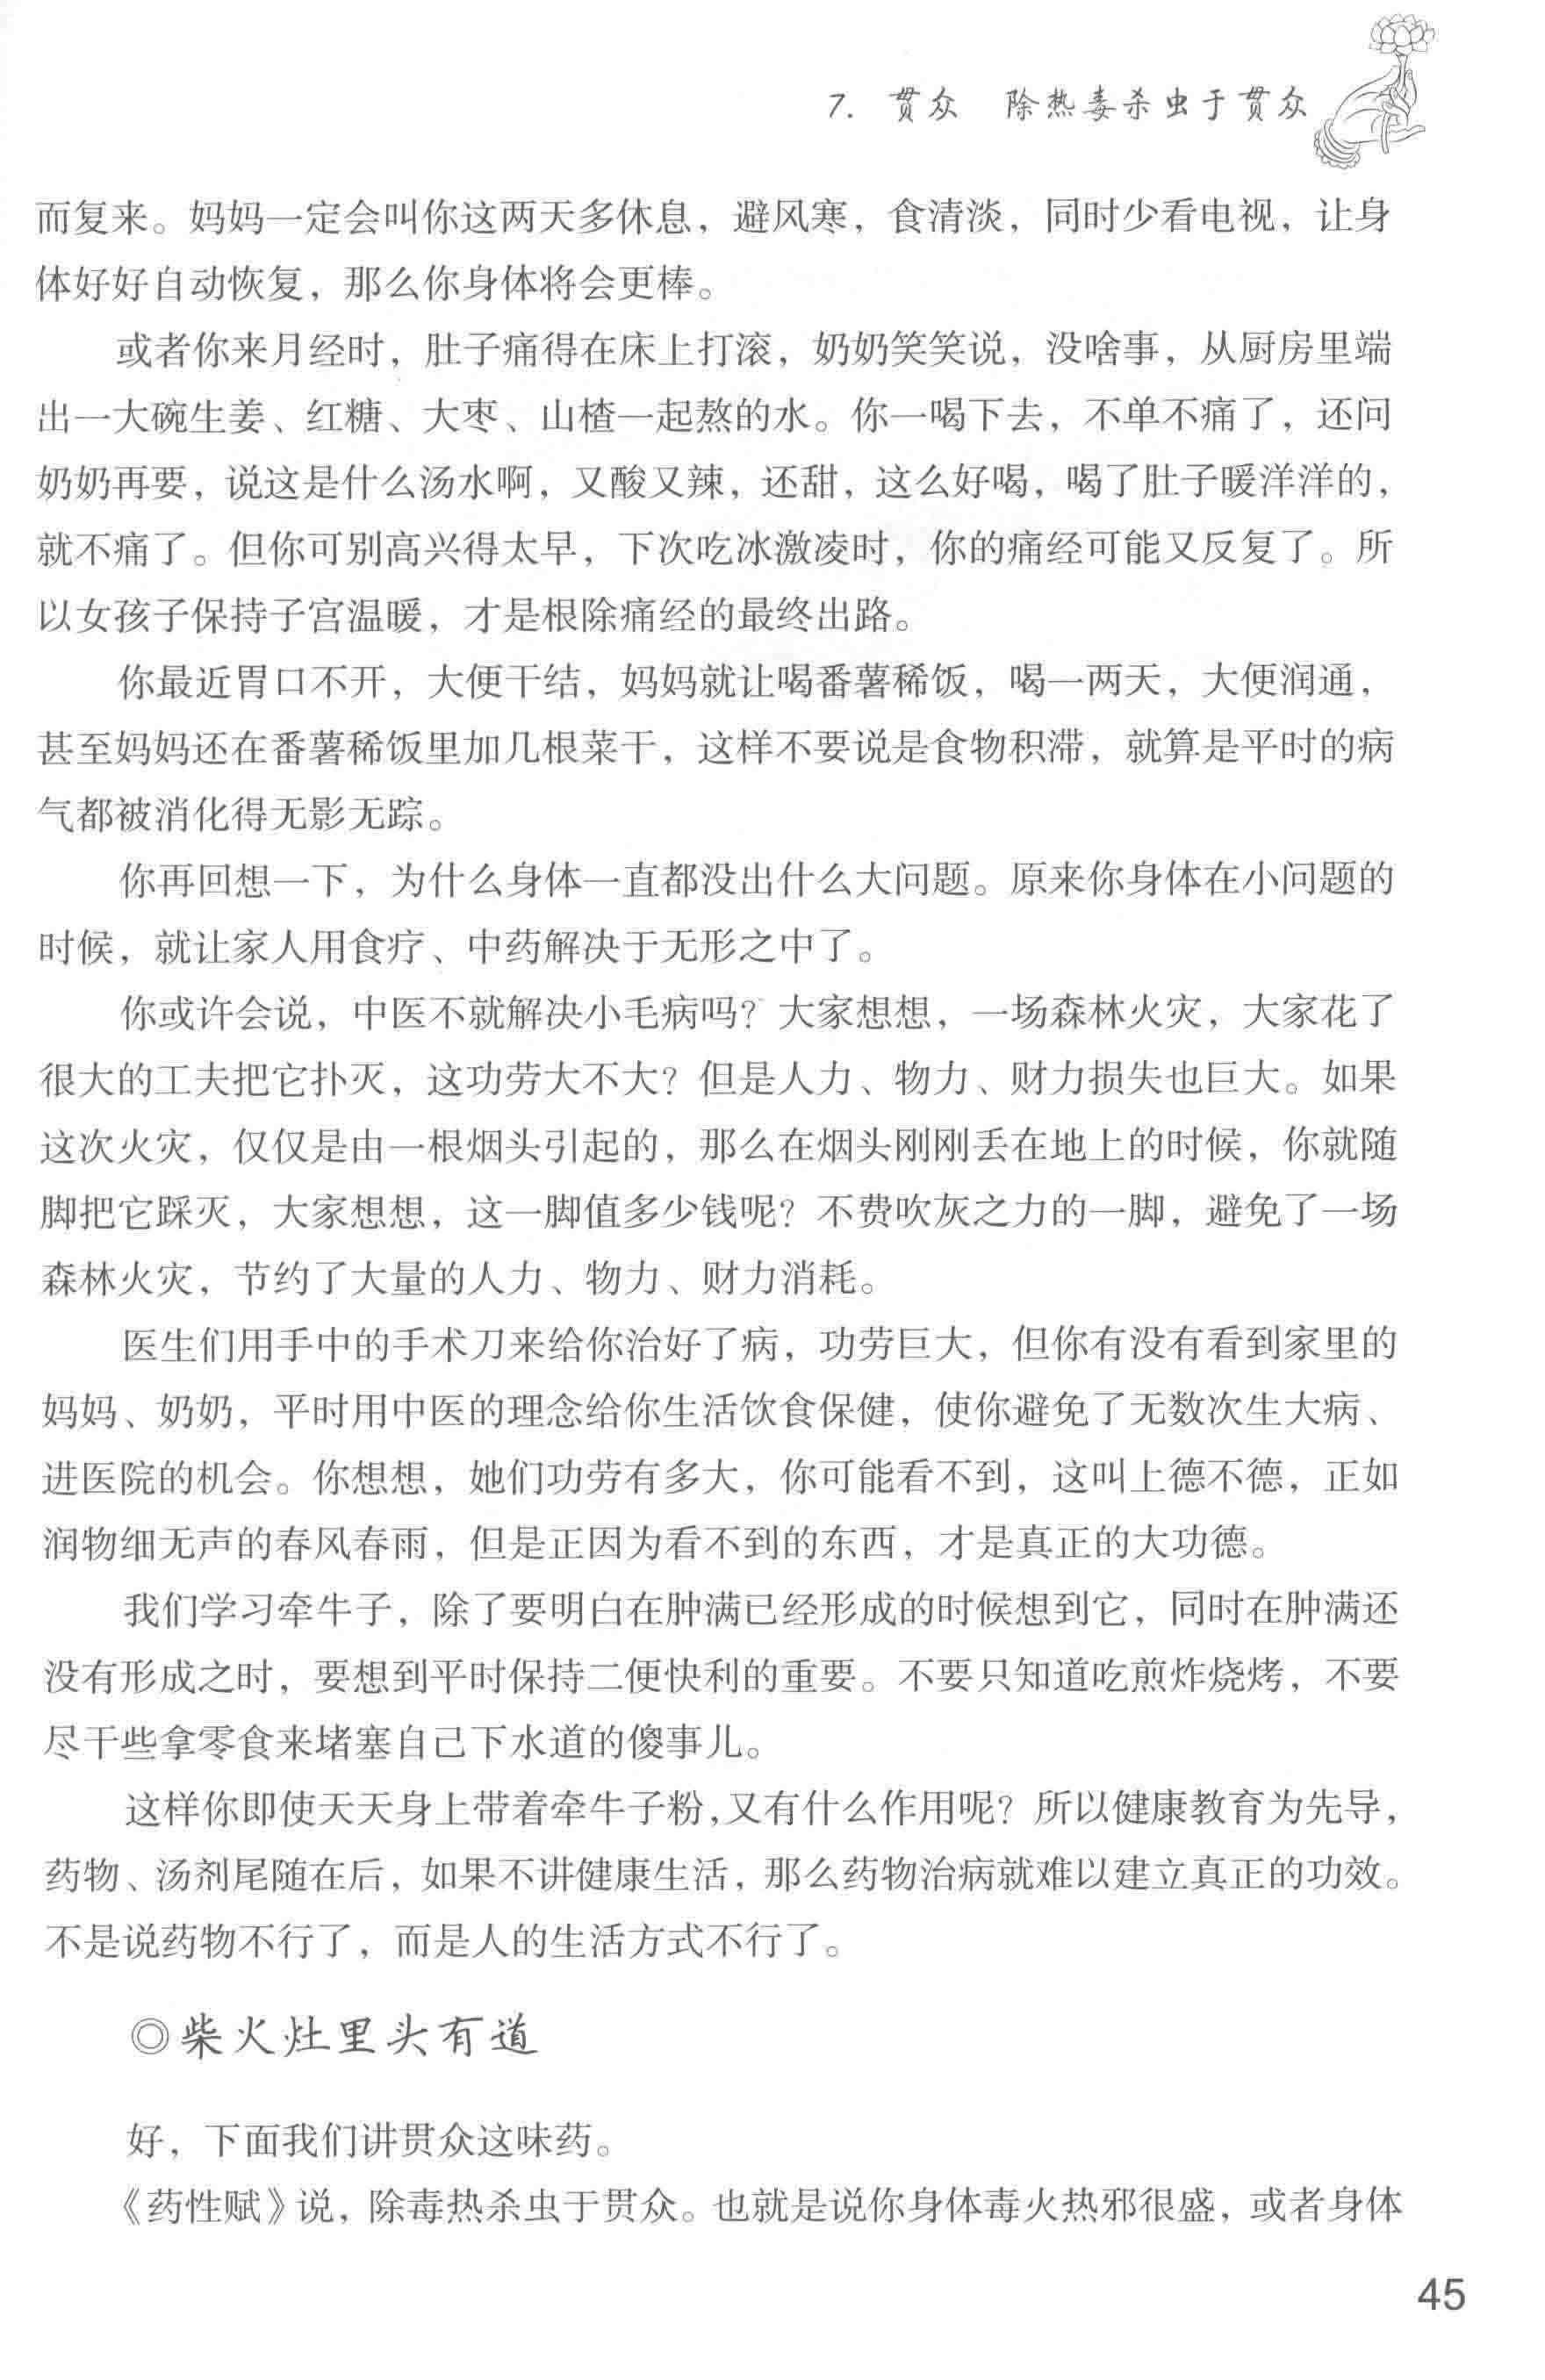 7. 贯众　除热毒杀虫于贯众
而复来。妈妈一定会叫你这两天多休息，避风寒，食清淡，同时少看电视，让身
体好好自动恢复，那么你身体将会更棒。
或者你来月经时，肚子痛得在床上打滚，奶奶笑笑说，没啥事，从厨房里端
出一大碗生姜、红糖、大枣、山楂一起熬的水。你一喝下去，不单不痛了，还问
奶奶再要，说这是什么汤水啊，又酸又辣，还甜，这么好喝，喝了肚子暖洋洋的，
就不痛了。但你可别高兴得太早，下次吃冰激凌时，你的痛经可能又反复了。所
以女孩子保持子宫温暖，才是根除痛经的最终出路。
你最近胃口不开，大便干结，妈妈就让喝番薯稀饭，喝一两天，大便润通，
甚至妈妈还在番薯稀饭里加几根菜干，这样不要说是食物积滞，就算是平时的病
气都被消化得无影无踪。
你再回想一下，为什么身体一直都没出什么大问题。原来你身体在小问题的
时候，就让家人用食疗、中药解决于无形之中了。
你或许会说，中医不就解决小毛病吗？大家想想，一场森林火灾，大家花了
很大的工夫把它扑灭，这功劳大不大？但是人力、物力、财力损失也巨大。如果
这次火灾，仅仅是由一根烟头引起的，那么在烟头刚刚丢在地上的时候，你就随
脚把它踩灭，大家想想，这一脚值多少钱呢？不费吹灰之力的一脚，避免了一场
森林火灾，节约了大量的人力、物力、财力消耗。
医生们用手中的手术刀来给你治好了病，功劳巨大，但你有没有看到家里的
妈妈、奶奶，平时用中医的理念给你生活饮食保健，使你避免了无数次生大病、
进医院的机会。你想想，她们功劳有多大，你可能看不到，这叫上德不德，正如
润物细无声的春风春雨，但是正因为看不到的东西，才是真正的大功德。
我们学习牵牛子，除了要明白在肿满已经形成的时候想到它，同时在肿满还
没有形成之时，要想到平时保持二便快利的重要。不要只知道吃煎炸烧烤，不要
尽干些拿零食来堵塞自己下水道的傻事儿。
这样你即使天天身上带着牵牛子粉，又有什么作用呢？所以健康教育为先导，
药物、汤剂尾随在后，如果不讲健康生活，那么药物治病就难以建立真正的功效。
不是说药物不行了，而是人的生活方式不行了。
◎柴火灶里头有道
好，下面我们讲贯众这味药。
《药性赋》说，除毒热杀虫于贯众。也就是说你身体毒火热邪很盛，或者身体
45